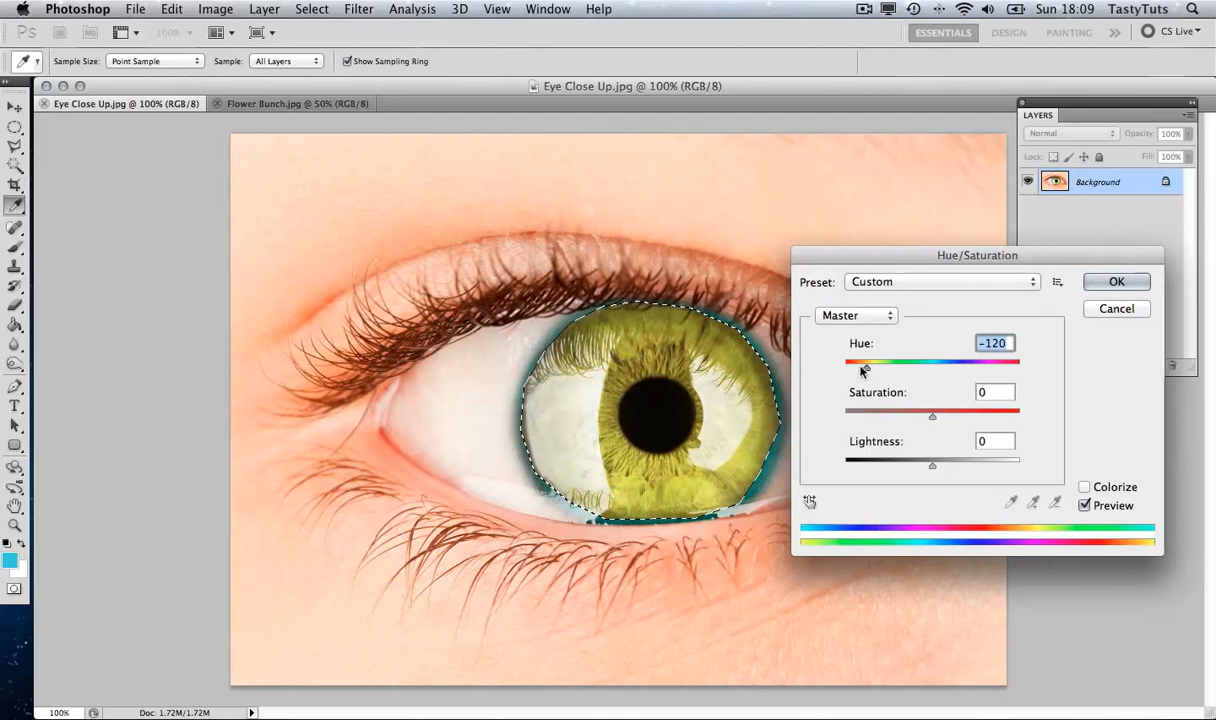 Photoshop File Edit Image Layer Select Filter Analysis 3D View Window Help Sun 18:09 TastyTuts
Ps Mb 100% ESSENTIALS DESIGN PAINTING >> CS Live
Sample Size: Point Sample Sample: All Layers Show Sampling Ring
Eye Close Up.jpg @ 100% (RGB/8)
Eye Close Up.jpg @ 100% (RGB/8) Flower Bunch.jpg @ 50% (RGB/8)
LAYERS
Normal Opacity: 100%
Lock: Fill: 100%
Background
Hue/Saturation
Preset: Custom OK
Cancel
Master
Hue: -120
Saturation: 0
Lightness: 0
Colorize
Preview
T
100% Doc: 1.72M/1.72M